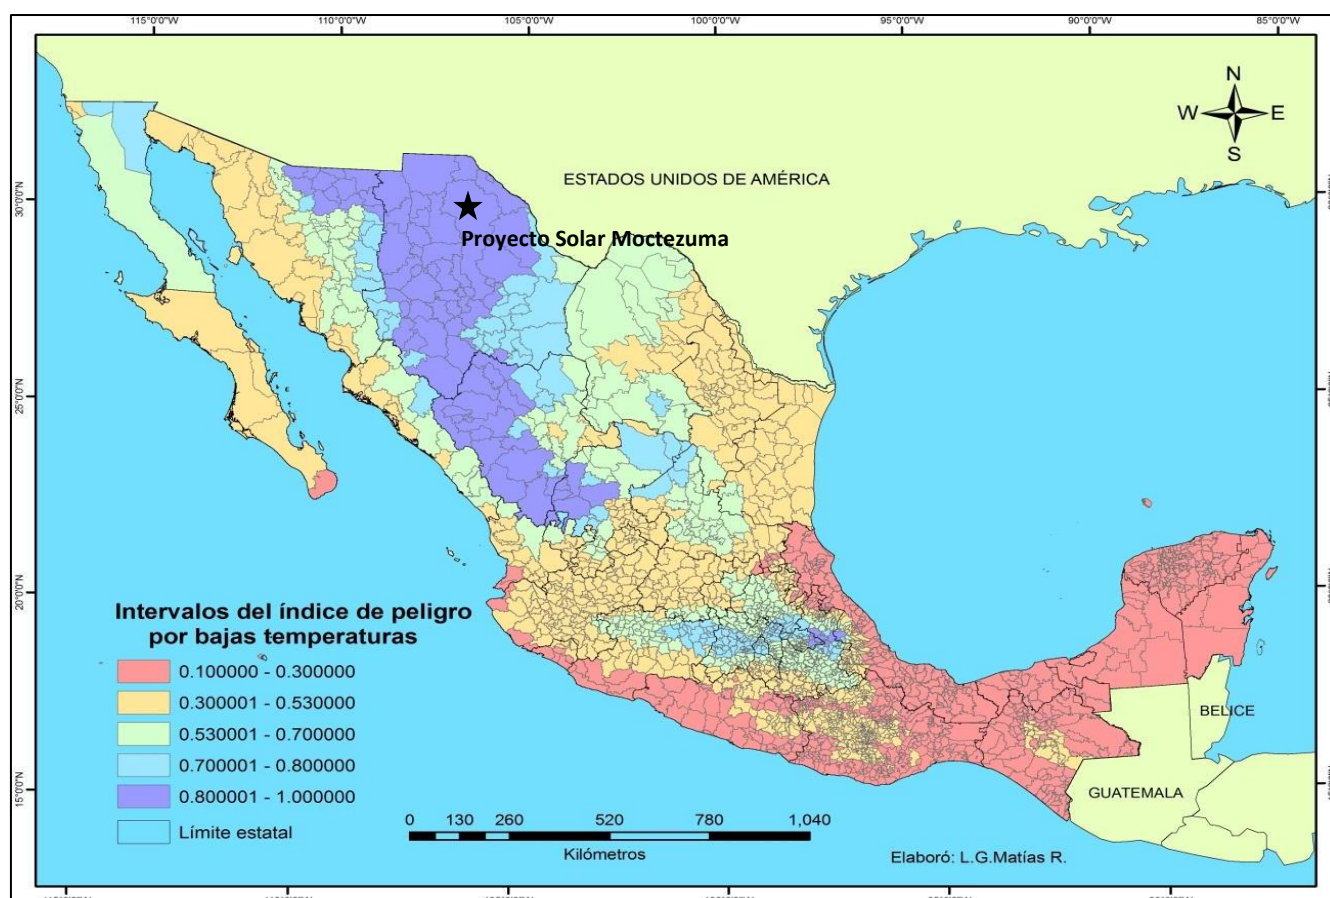 115°0'0"W 110°0'0"W 105°0'0"W 100°0'0"W 95°0'0"W 90°0'0"W 85°0'0"W
N
W E
S
ESTADOS UNIDOS DE AMÉRICA
30°0'0"N
Proyecto Solar Moctezuma
25°0'0"N
20°0'0"N
Intervalos del índice de peligro
por bajas temperaturas
0.100000 - 0.300000
0.300001 - 0.530000
0.530001 - 0.700000
0.700001 - 0.800000
0.800001 - 1.000000
Límite estatal
BELICE
GUATEMALA
15°0'0"N
0 130 260 520 780 1,040
Kilómetros
Elaboró: L.G.Matías R.